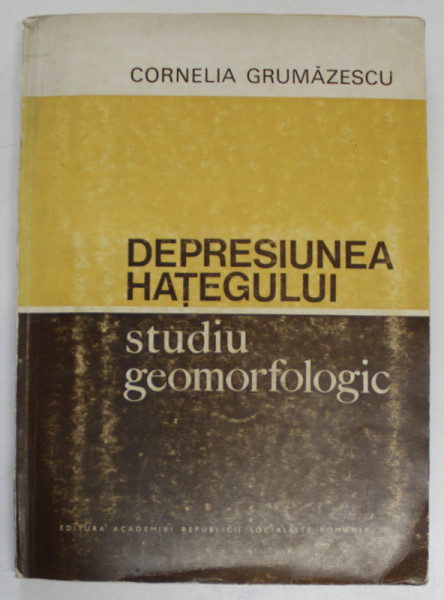 CORNELIA GRUMĂZESCU
DEPRESIUNEA
HAȚEGULUI
studiu
geomorfologic
EDITURA ACADEMIEI REPUBLICII SOCIALISTE ROMÂNIA